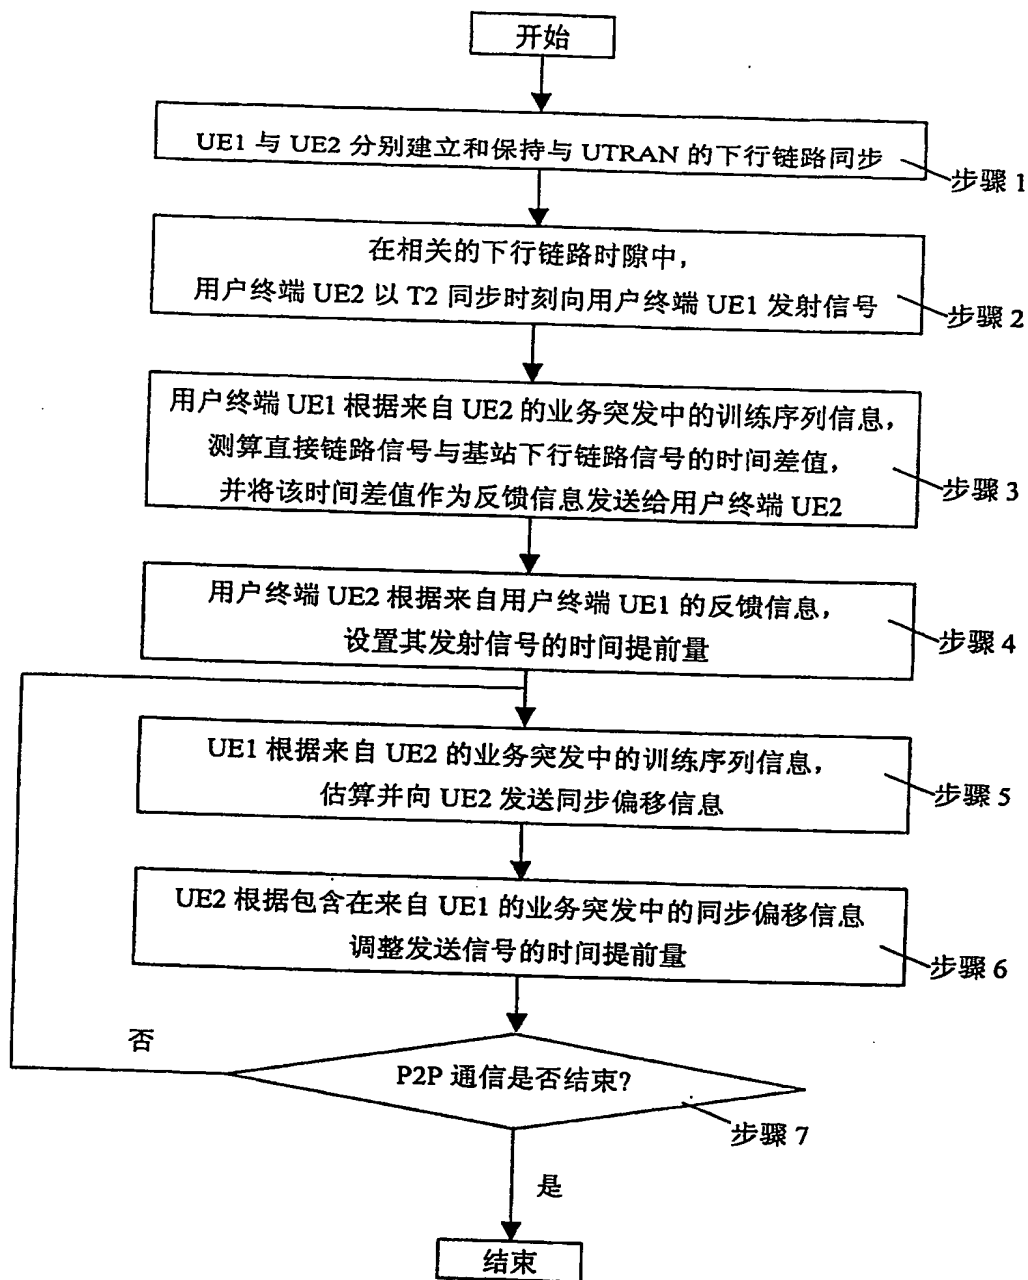 开始
UE1 与 UE2 分别建立和保持与 UTRAN 的下行链路同步
步骤 1
在相关的下行链路时隙中,
用户终端 UE2 以 T2 同步时刻向用户终端 UE1 发射信号
步骤 2
用户终端 UE1 根据来自 UE2 的业务突发中的训练序列信息,
测算直接链路信号与基站下行链路信号的时间差值,
并将该时间差值作为反馈信息发送给用户终端 UE2
步骤 3
用户终端 UE2 根据来自用户终端 UE1 的反馈信息,
设置其发射信号的时间提前量
步骤 4
UE1 根据来自 UE2 的业务突发中的训练序列信息,
估算并向 UE2 发送同步偏移信息
步骤 5
UE2 根据包含在来自 UE1 的业务突发中的同步偏移信息
调整发送信号的时间提前量
步骤 6
否
P2P 通信是否结束?
步骤 7
是
结束